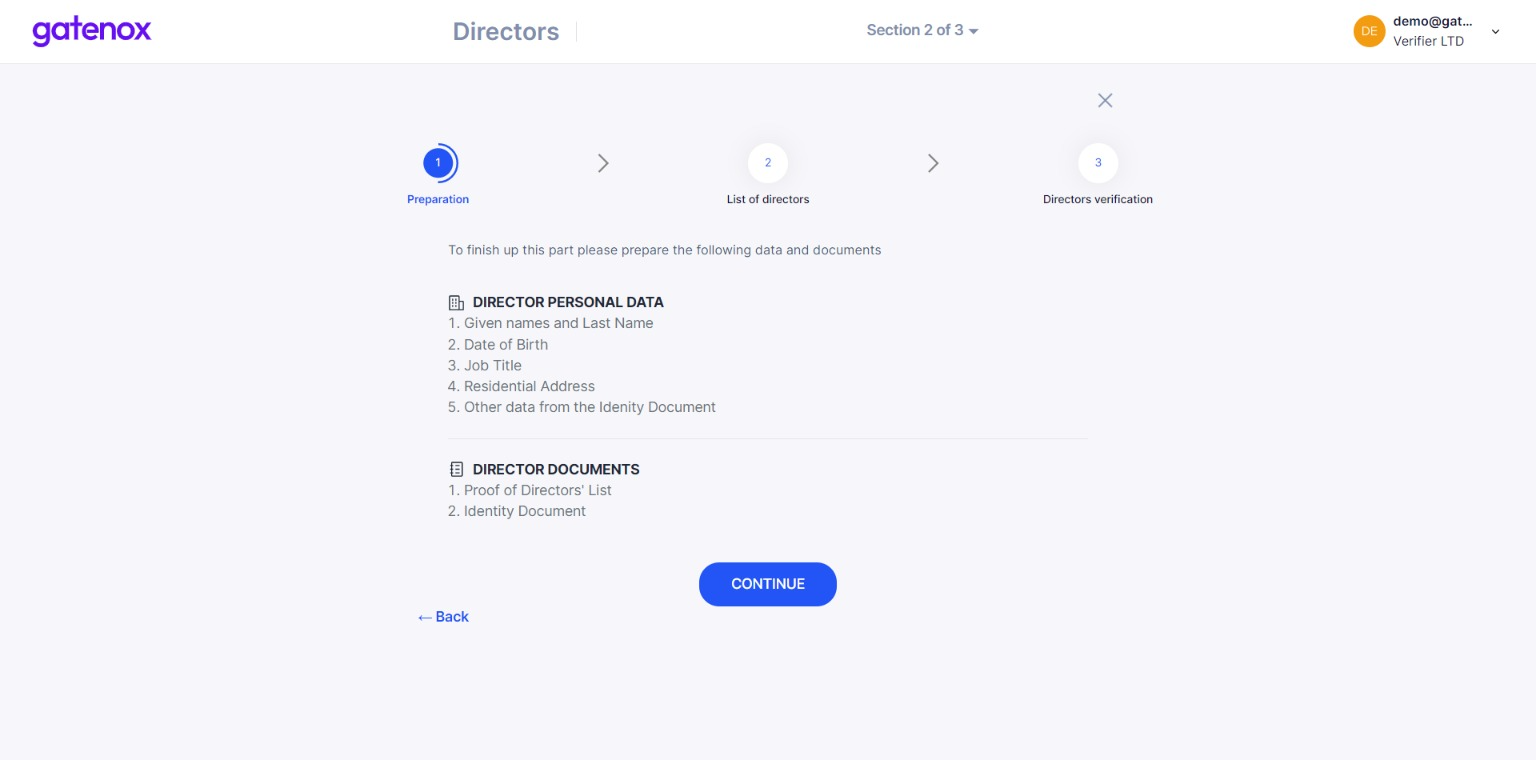 gatenox
Directors
Section 2 of 3
DE
demo@gat...
Verifier LTD
1
2
3
Preparation
List of directors
Directors verification
To finish up this part please prepare the following data and documents
DIRECTOR PERSONAL DATA
1. Given names and Last Name
2. Date of Birth
3. Job Title
4. Residential Address
5. Other data from the Idenity Document
DIRECTOR DOCUMENTS
1. Proof of Directors' List
2. Identity Document
CONTINUE
← Back